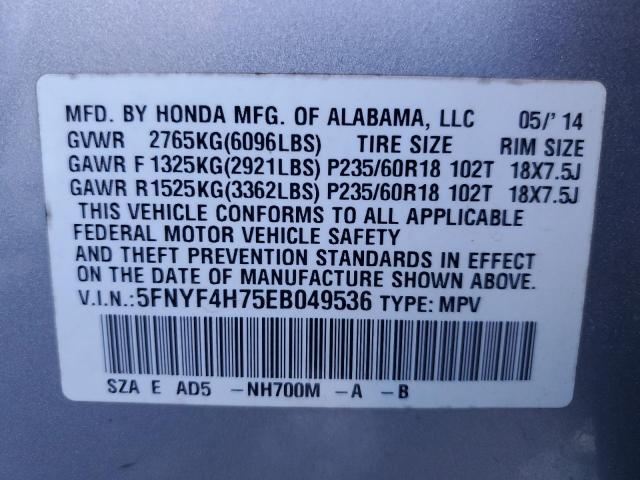 MFD. BY HONDA MFG. OF ALABAMA, LLC 05/'14
GVWR 2765KG(6096LBS) TIRE SIZE RIM SIZE
GAWR F 1325KG(2921LBS) P235/60R18 102T 18X7.5J
GAWR R1525KG(3362LBS) P235/60R18 102T 18X7.5J
THIS VEHICLE CONFORMS TO ALL APPLICABLE
FEDERAL MOTOR VEHICLE SAFETY
AND THEFT PREVENTION STANDARDS IN EFFECT
ON THE DATE OF MANUFACTURE SHOWN ABOVE.
V.I.N.:5FNYF4H75EB049536 TYPE: MPV
SZA E AD5 -NH700M -A -B